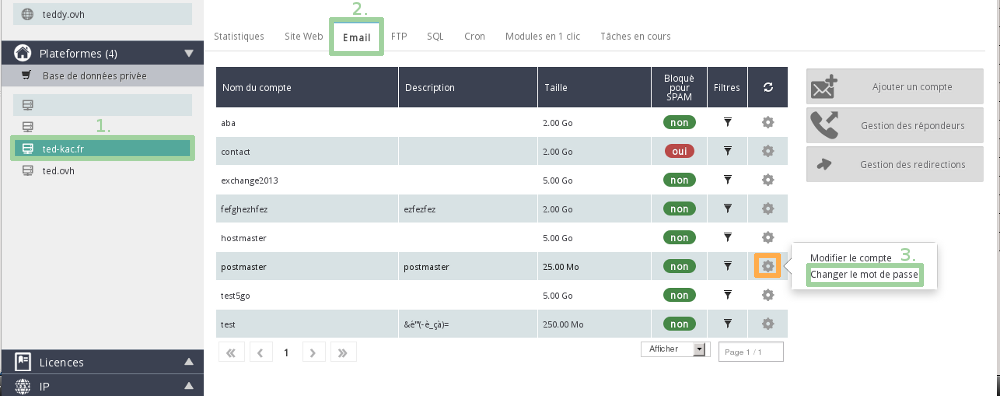 teddy.ovh
Plateformes (4)
Base de données privée
1.
ted-kac.fr
ted.ovh
Licences
IP
2.
Statistiques Site Web Email FTP SQL Cron Modules en 1 clic Tâches en cours
Nom du compte Description Taille Bloqué pour SPAM Filtres
aba 2.00 Go non
contact 2.00 Go oui
exchange2013 5.00 Go non
fefghezhfez ezfezfez 2.00 Go non
hostmaster 5.00 Go non
postmaster postmaster 25.00 Mo non
test5go 5.00 Go non
test &é"'(-è_çà)= 250.00 Mo non
« ‹ 1 › » Afficher Page 1 / 1
Ajouter un compte
Gestion des répondeurs
Gestion des redirections
3.
Modifier le compte
Changer le mot de passe